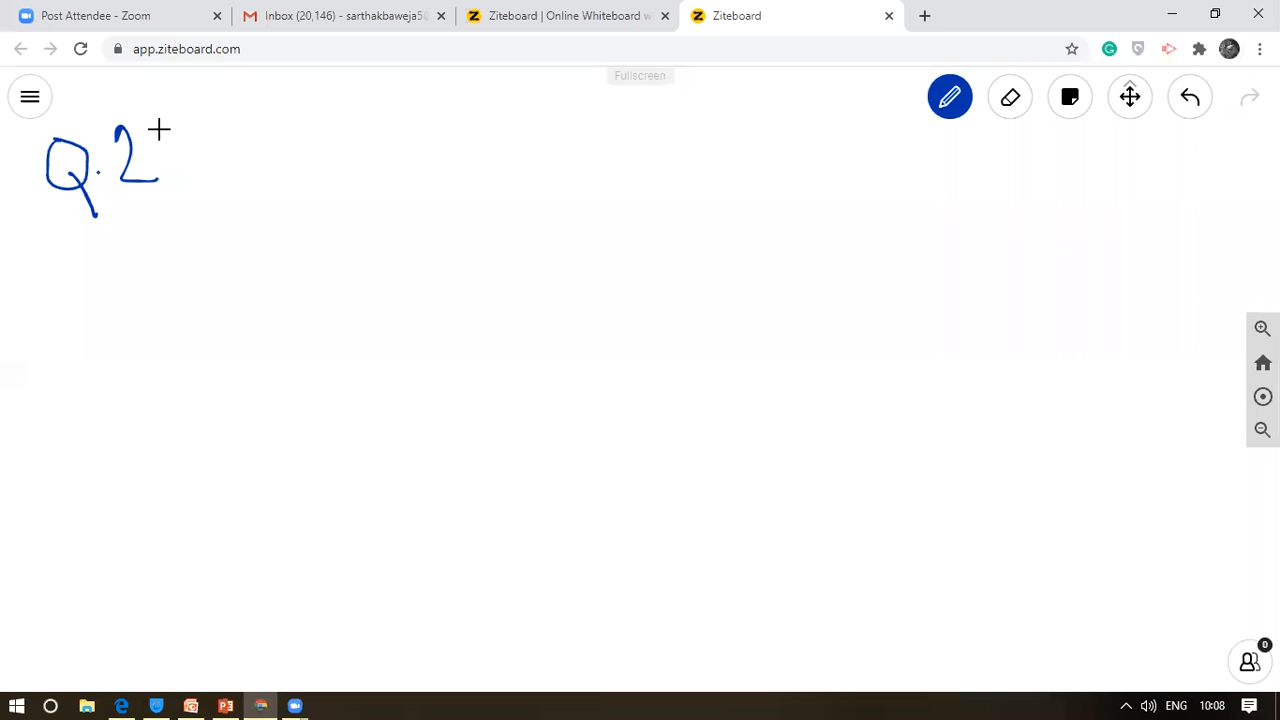 Post Attendee - Zoom
Inbox (20,146) - sarthakbaweja5
Ziteboard | Online Whiteboard w
Ziteboard
app.ziteboard.com
Fullscreen
Q. 2
0
ENG
10:08